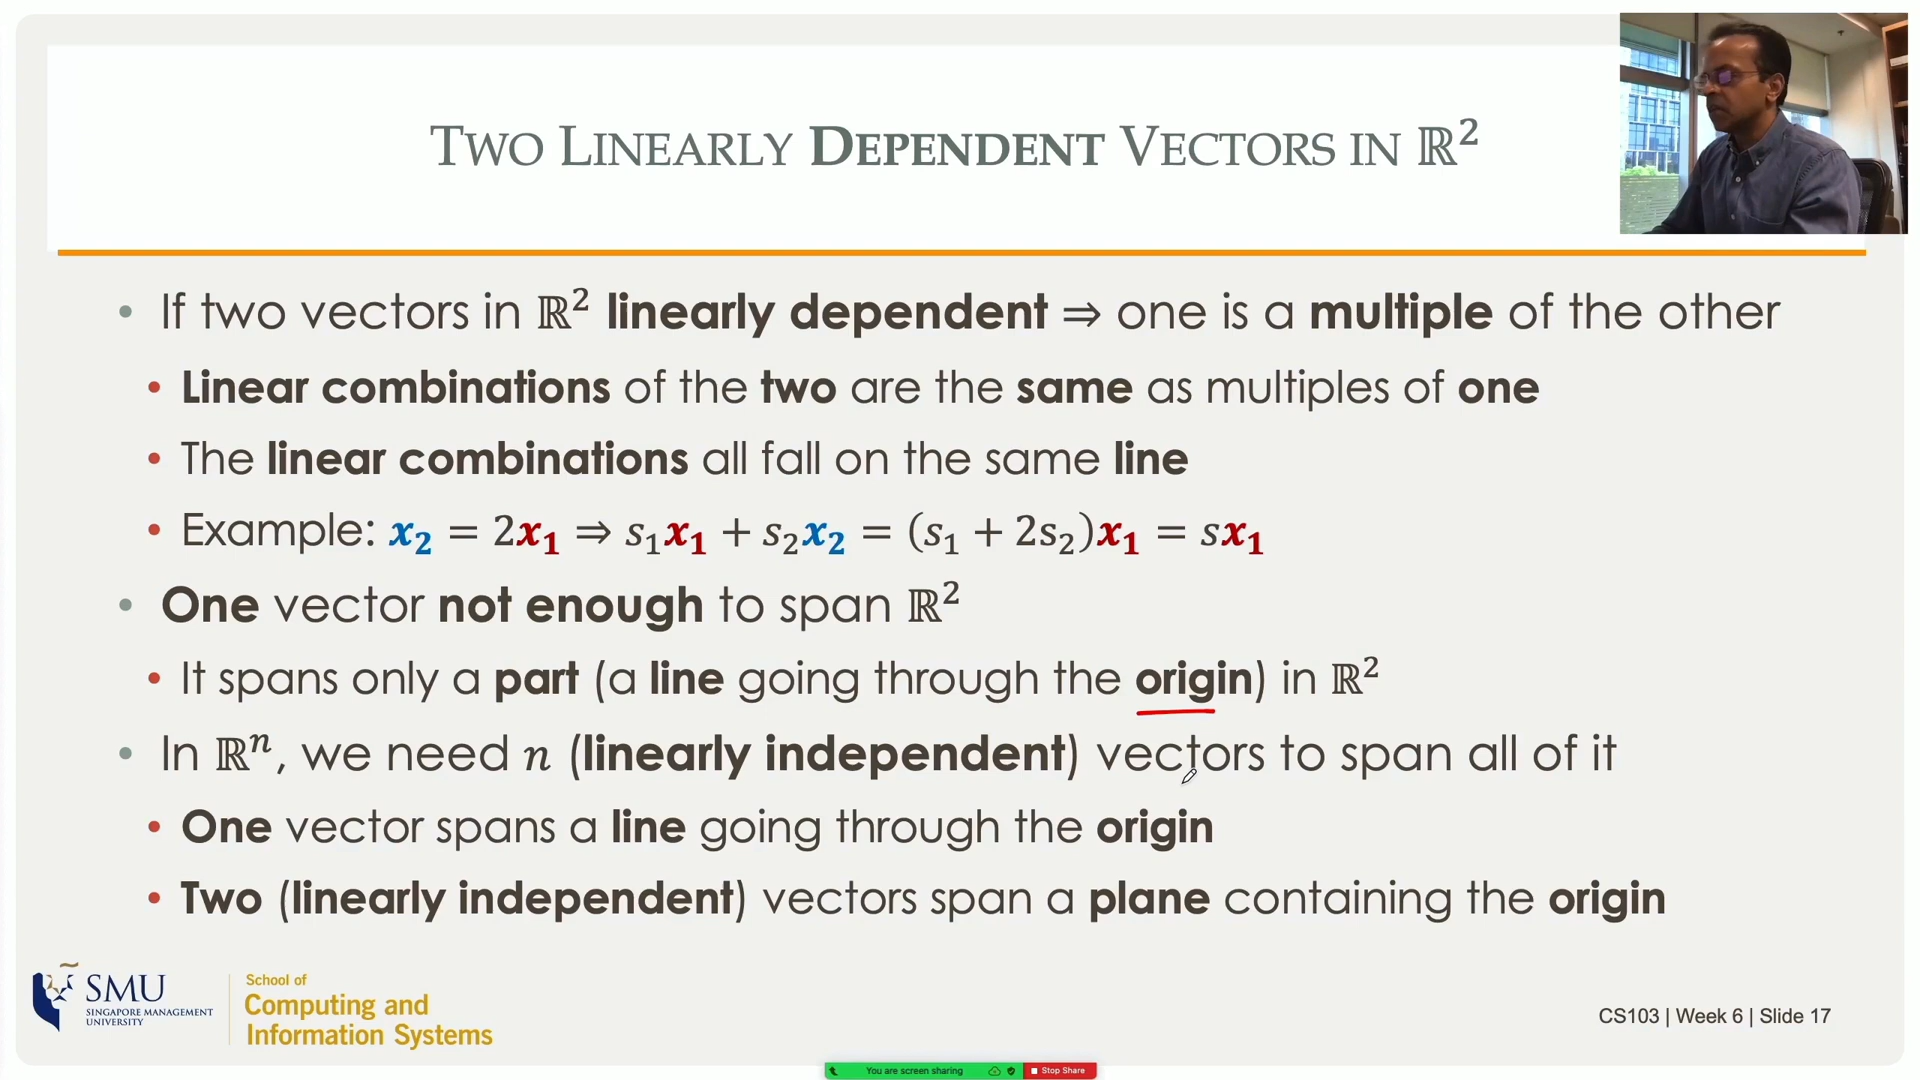 TWO LINEARLY DEPENDENT VECTORS IN ℝ²
• If two vectors in ℝ² linearly dependent ⇒ one is a multiple of the other
• Linear combinations of the two are the same as multiples of one
• The linear combinations all fall on the same line
• Example: x₂ = 2x₁ ⇒ s₁x₁ + s₂x₂ = (s₁ + 2s₂)x₁ = sx₁
• One vector not enough to span ℝ²
• It spans only a part (a line going through the origin) in ℝ²
• In ℝⁿ, we need n (linearly independent) vectors to span all of it
• One vector spans a line going through the origin
• Two (linearly independent) vectors span a plane containing the origin
SMU
SINGAPORE MANAGEMENT
UNIVERSITY
School of
Computing and
Information Systems
CS103 | Week 6 | Slide 17
You are screen sharing
Stop Share